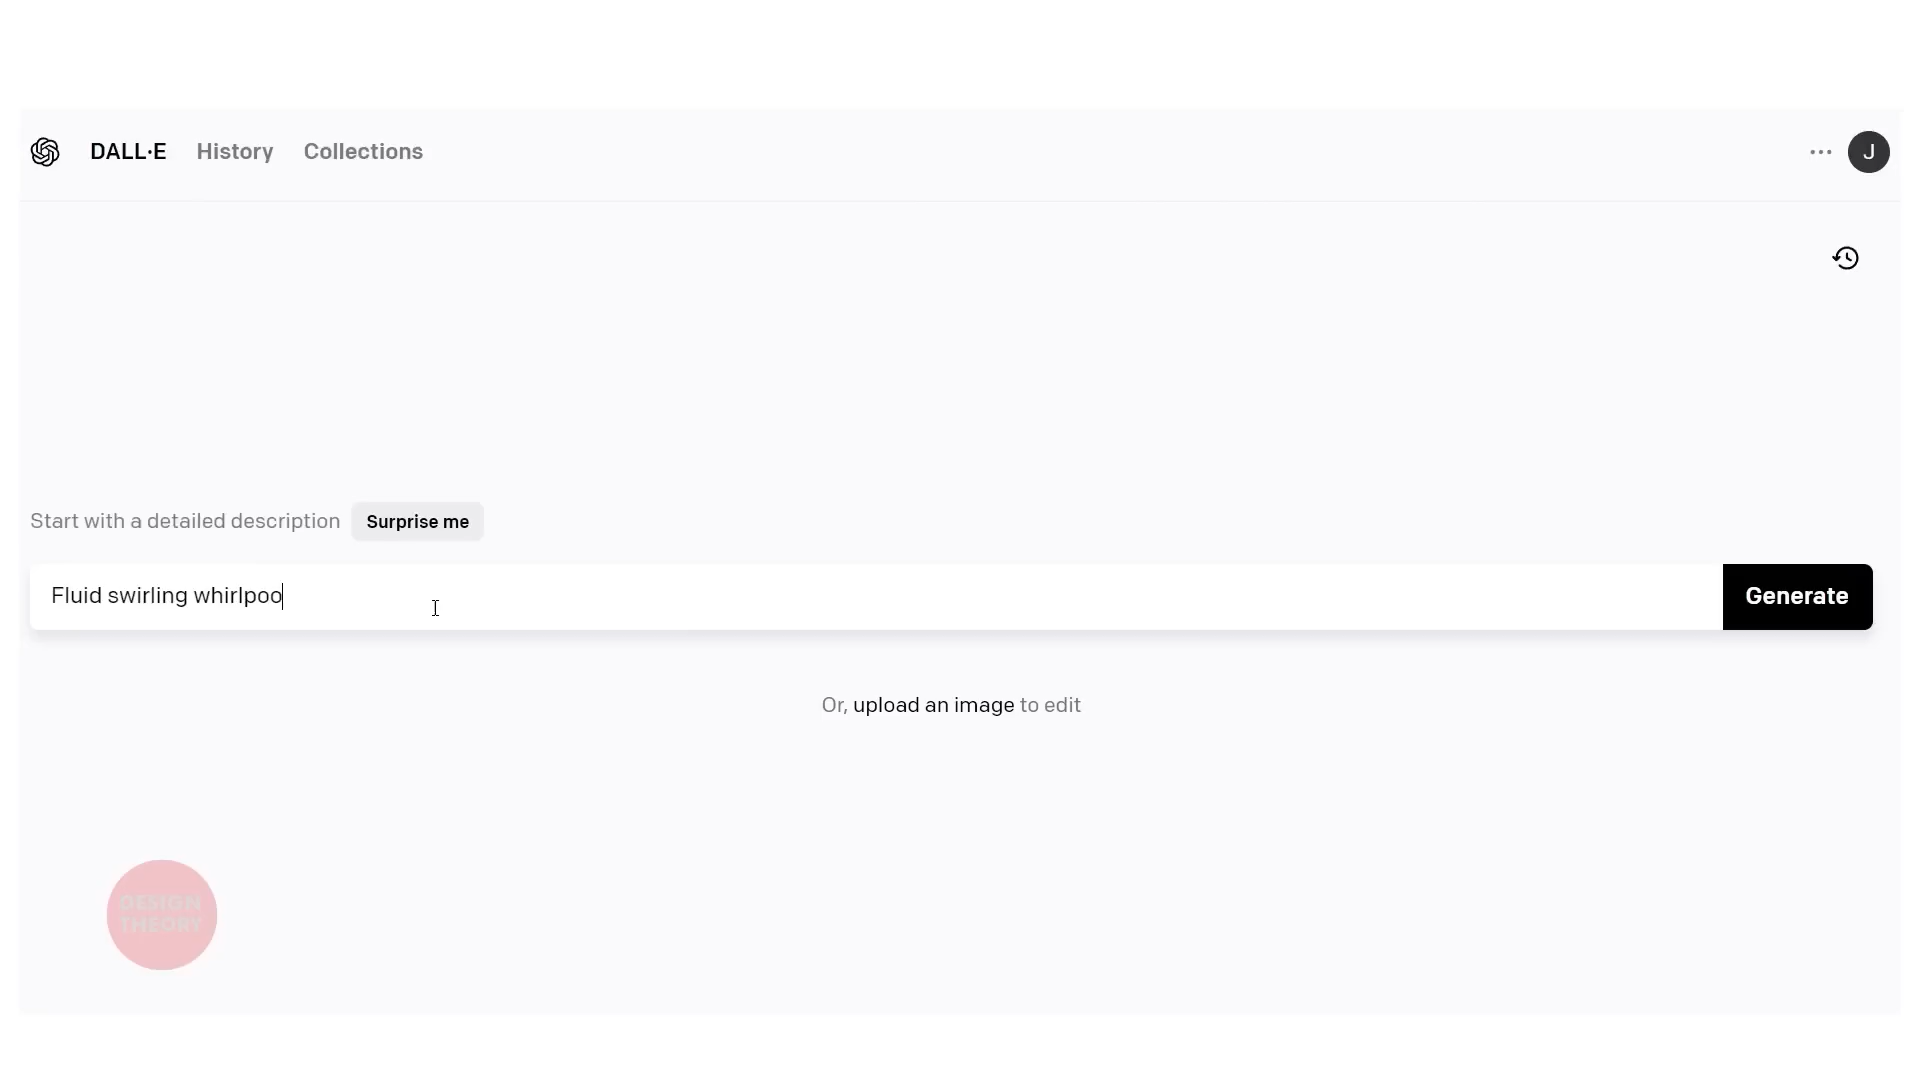 DALL·E History Collections
J
Start with a detailed description Surprise me
Fluid swirling whirlpoo
Generate
Or, upload an image to edit
DESIGN
THEORY